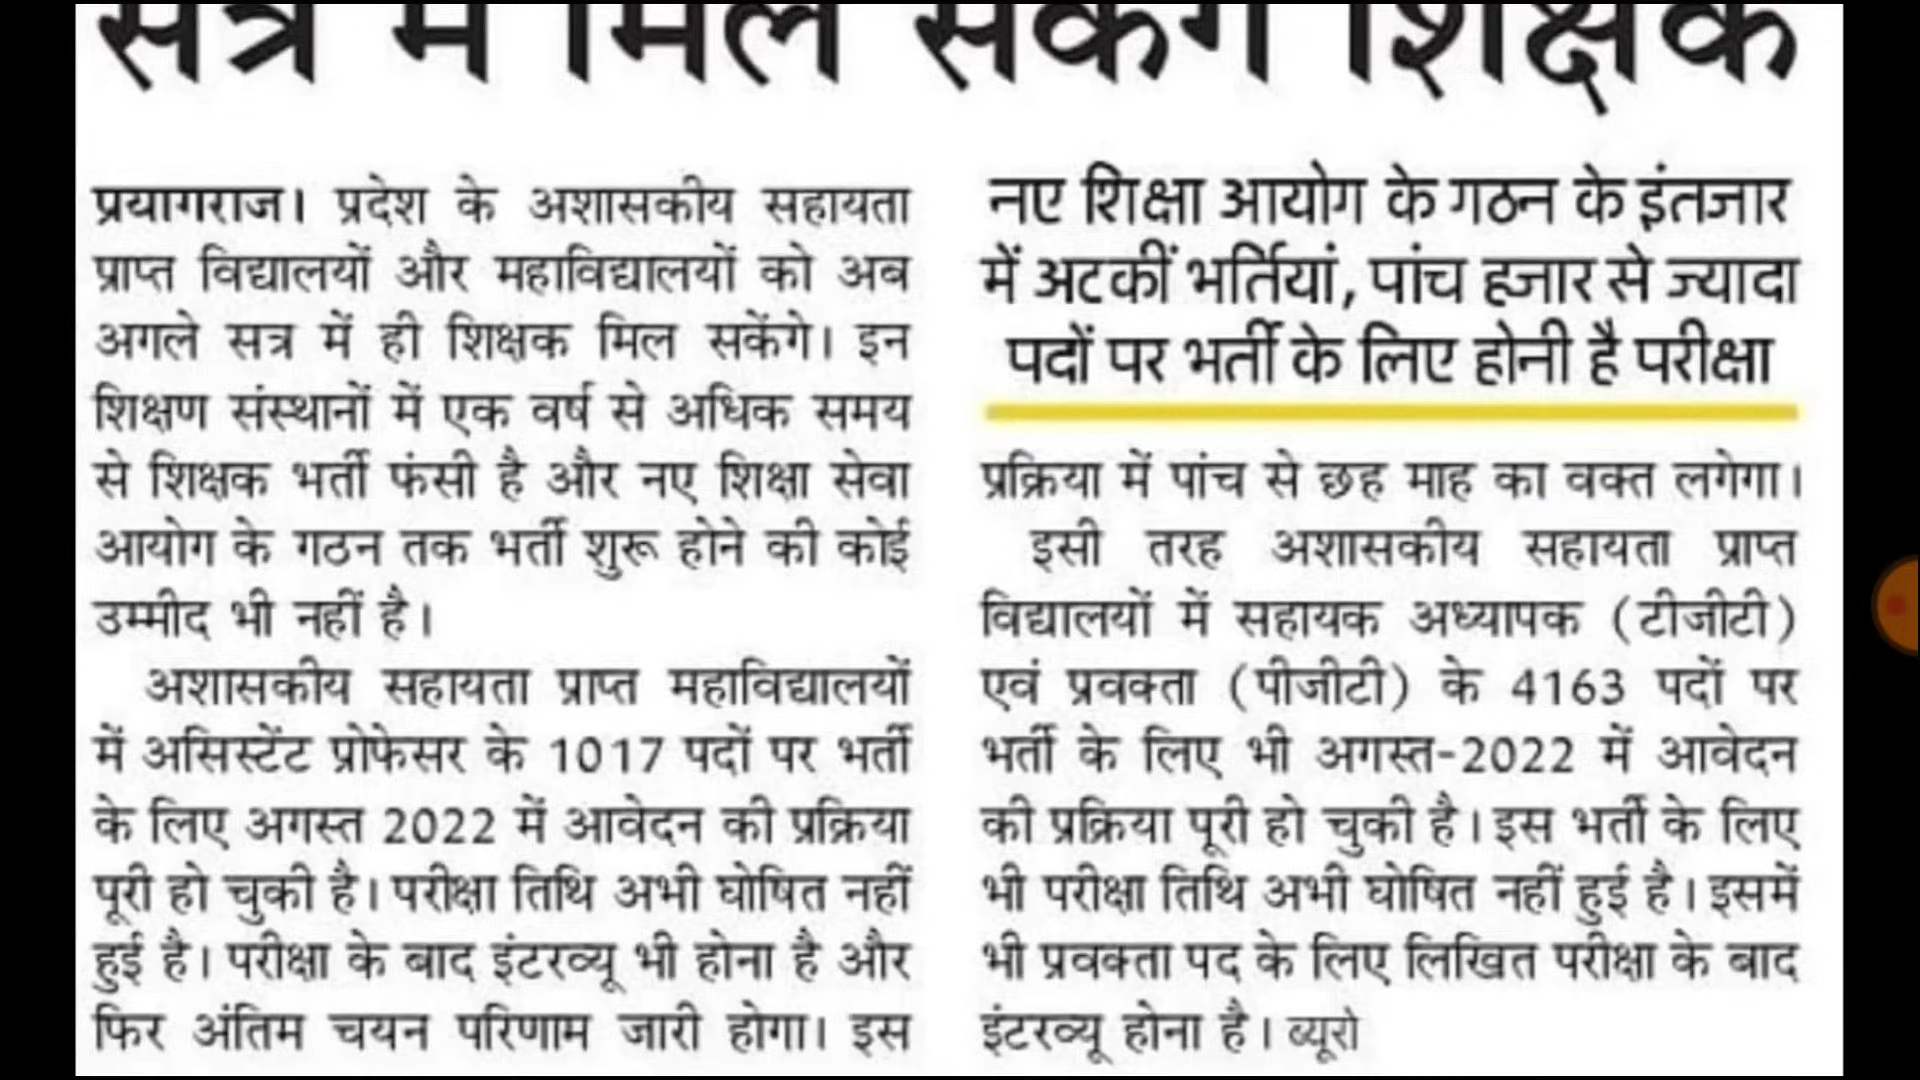 सत्र में मिल सकेंगे शिक्षक
प्रयागराज। प्रदेश के अशासकीय सहायता
प्राप्त विद्यालयों और महाविद्यालयों को अब
अगले सत्र में ही शिक्षक मिल सकेंगे। इन
शिक्षण संस्थानों में एक वर्ष से अधिक समय
से शिक्षक भर्ती फंसी है और नए शिक्षा सेवा
आयोग के गठन तक भर्ती शुरू होने की कोई
उम्मीद भी नहीं है।
अशासकीय सहायता प्राप्त महाविद्यालयों
में असिस्टेंट प्रोफेसर के 1017 पदों पर भर्ती
के लिए अगस्त 2022 में आवेदन की प्रक्रिया
पूरी हो चुकी है। परीक्षा तिथि अभी घोषित नहीं
हुई है। परीक्षा के बाद इंटरव्यू भी होना है और
फिर अंतिम चयन परिणाम जारी होगा। इस
नए शिक्षा आयोग के गठन के इंतजार
में अटकीं भर्तियां, पांच हजार से ज्यादा
पदों पर भर्ती के लिए होनी है परीक्षा
प्रक्रिया में पांच से छह माह का वक्त लगेगा।
इसी तरह अशासकीय सहायता प्राप्त
विद्यालयों में सहायक अध्यापक (टीजीटी)
एवं प्रवक्ता (पीजीटी) के 4163 पदों पर
भर्ती के लिए भी अगस्त-2022 में आवेदन
की प्रक्रिया पूरी हो चुकी है। इस भर्ती के लिए
भी परीक्षा तिथि अभी घोषित नहीं हुई है। इसमें
भी प्रवक्ता पद के लिए लिखित परीक्षा के बाद
इंटरव्यू होना है। ब्यूरो